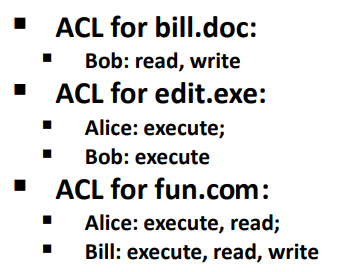 ACL for bill.doc:
Bob: read, write
ACL for edit.exe:
Alice: execute;
Bob: execute
ACL for fun.com:
Alice: execute, read;
Bill: execute, read, write